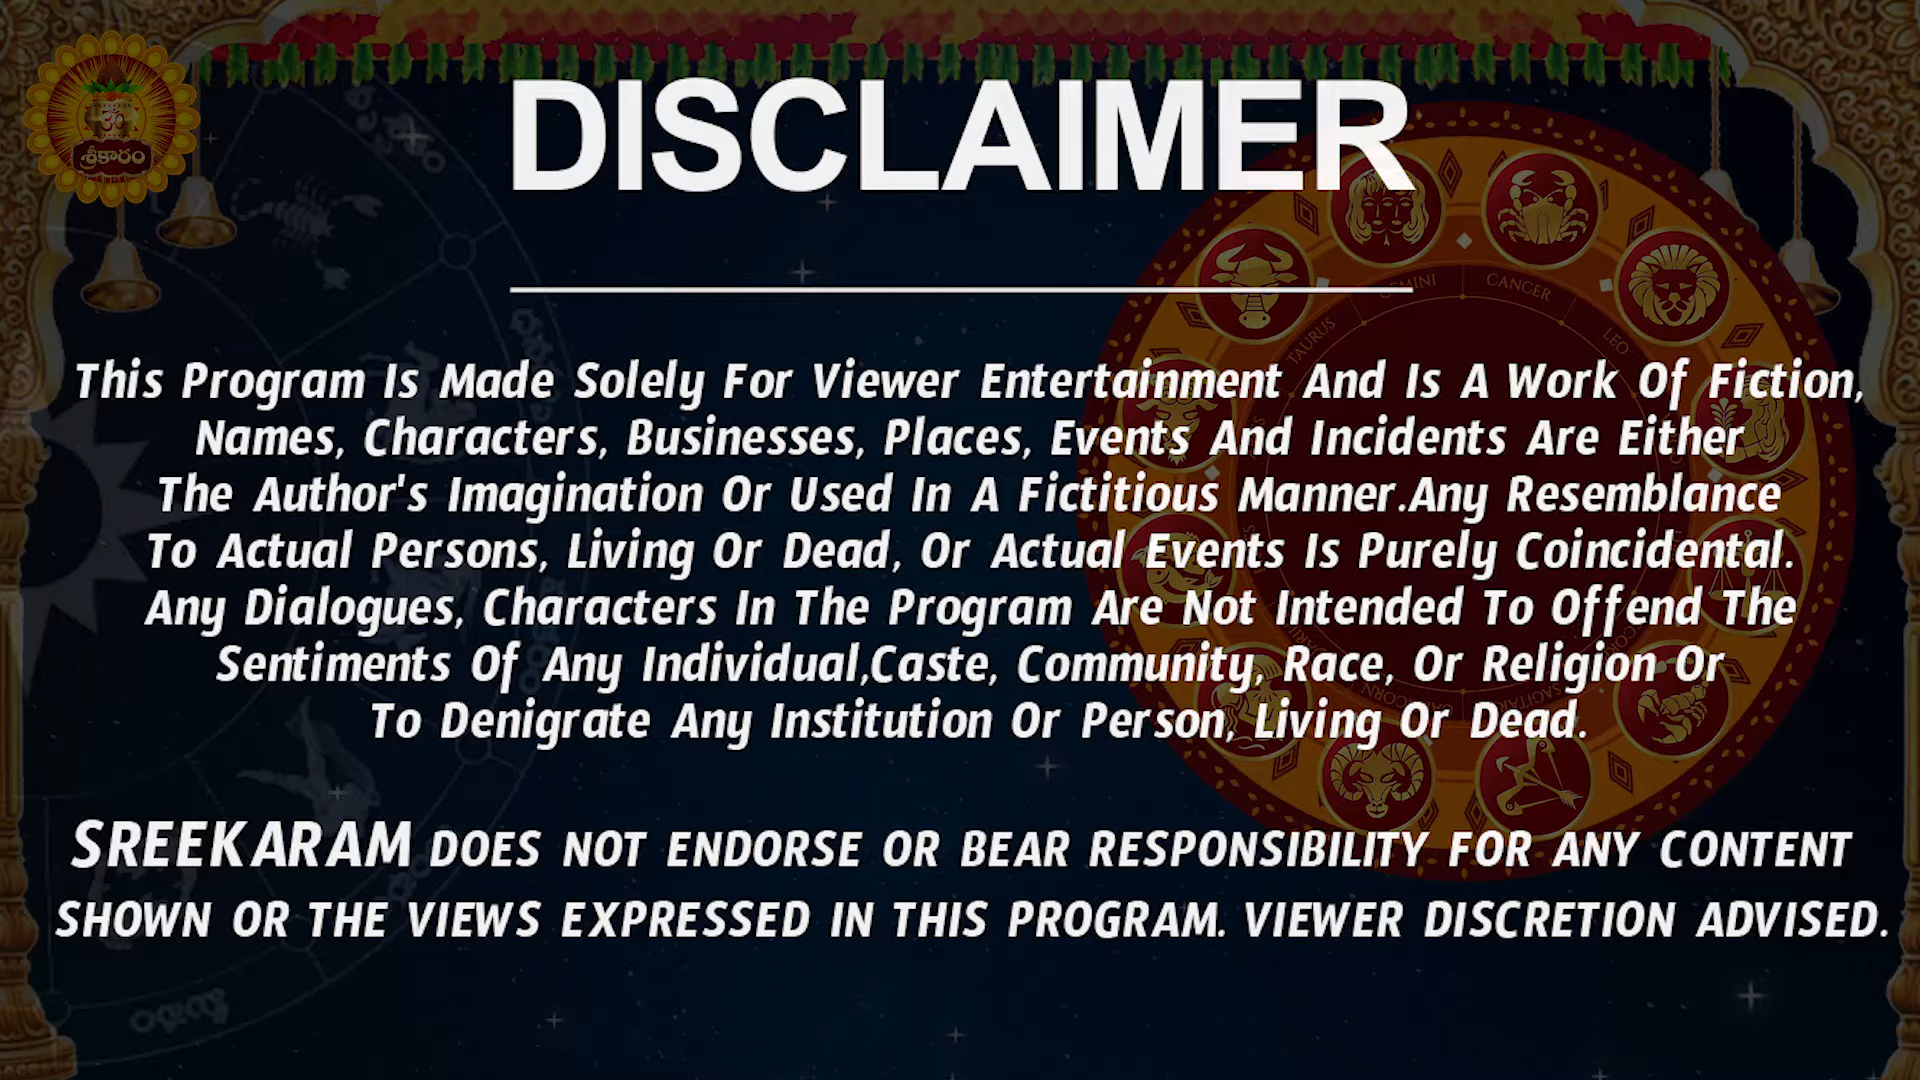 శ్రీకారం
DISCLAIMER
GEMINI
CANCER
TAURUS
LEO
This Program Is Made Solely For Viewer Entertainment And Is A Work Of Fiction,
Names, Characters, Businesses, Places, Events And Incidents Are Either
The Author's Imagination Or Used In A Fictitious Manner.Any Resemblance
To Actual Persons, Living Or Dead, Or Actual Events Is Purely Coincidental.
Any Dialogues, Characters In The Program Are Not Intended To Offend The
Sentiments Of Any Individual,Caste, Community, Race, Or Religion Or
To Denigrate Any Institution Or Person, Living Or Dead.
SREEKARAM DOES NOT ENDORSE OR BEAR RESPONSIBILITY FOR ANY CONTENT
SHOWN OR THE VIEWS EXPRESSED IN THIS PROGRAM. VIEWER DISCRETION ADVISED.